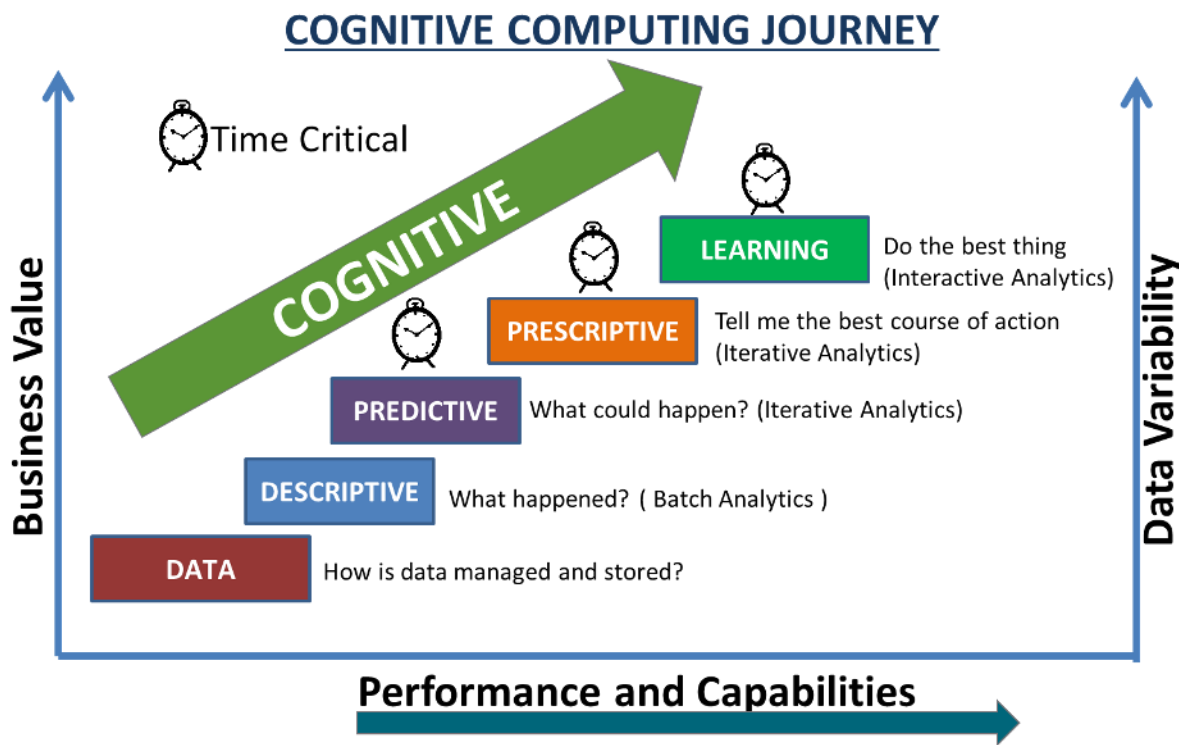 COGNITIVE COMPUTING JOURNEY
Time Critical
COGNITIVE
LEARNING
Do the best thing
(Interactive Analytics)
PRESCRIPTIVE
Tell me the best course of action
(Iterative Analytics)
PREDICTIVE
What could happen? (Iterative Analytics)
DESCRIPTIVE
What happened? ( Batch Analytics )
DATA
How is data managed and stored?
Business Value
Data Variability
Performance and Capabilities